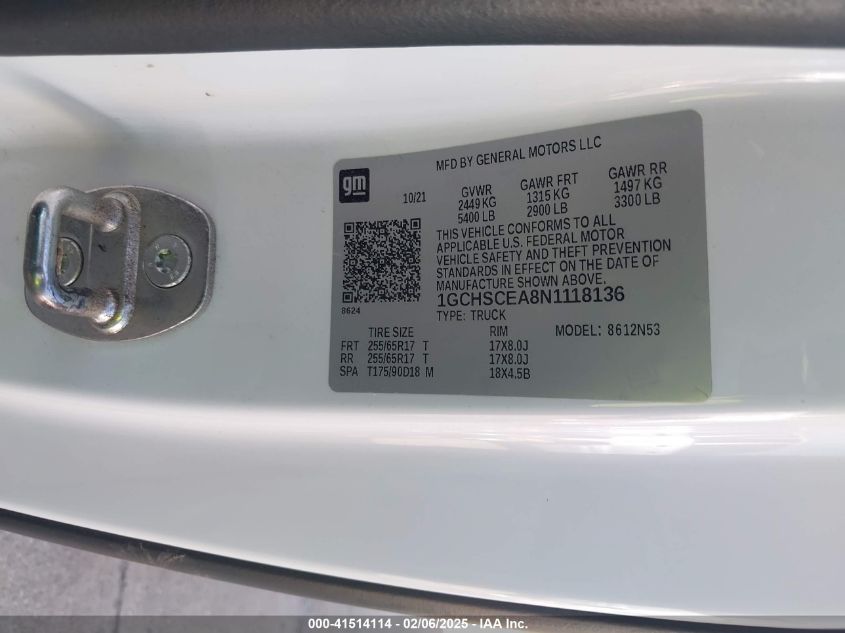 MFD BY GENERAL MOTORS LLC
gm
10/21
GVWR GAWR FRT GAWR RR
2449 KG 1315 KG 1497 KG
5400 LB 2900 LB 3300 LB
THIS VEHICLE CONFORMS TO ALL
APPLICABLE U.S. FEDERAL MOTOR
VEHICLE SAFETY AND THEFT PREVENTION
STANDARDS IN EFFECT ON THE DATE OF
MANUFACTURE SHOWN ABOVE.
1GCHSCEA8N1118136
8624
TYPE: TRUCK
TIRE SIZE RIM MODEL: 8612N53
FRT 255/65R17 T 17X8.0J
RR 255/65R17 T 17X8.0J
SPA T175/90D18 M 18X4.5B
000-41514114 - 02/06/2025 - IAA Inc.